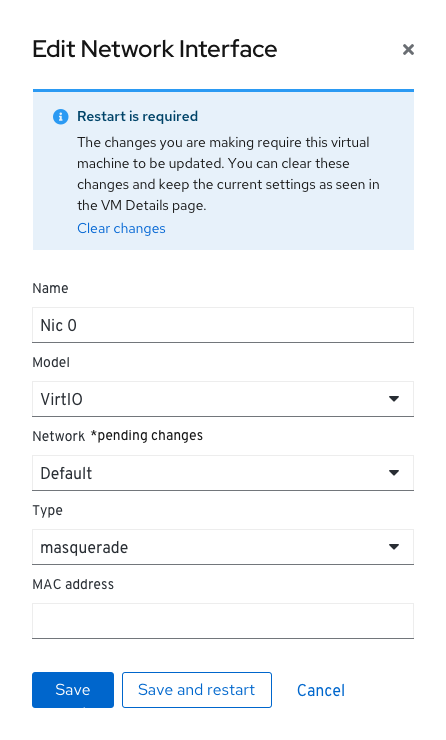 Edit Network Interface
Restart is required
The changes you are making require this virtual
machine to be updated. You can clear these
changes and keep the current settings as seen in
the VM Details page.
Clear changes
Name
Nic 0
Model
VirtIO
Network *pending changes
Default
Type
masquerade
MAC address
Save
Save and restart
Cancel